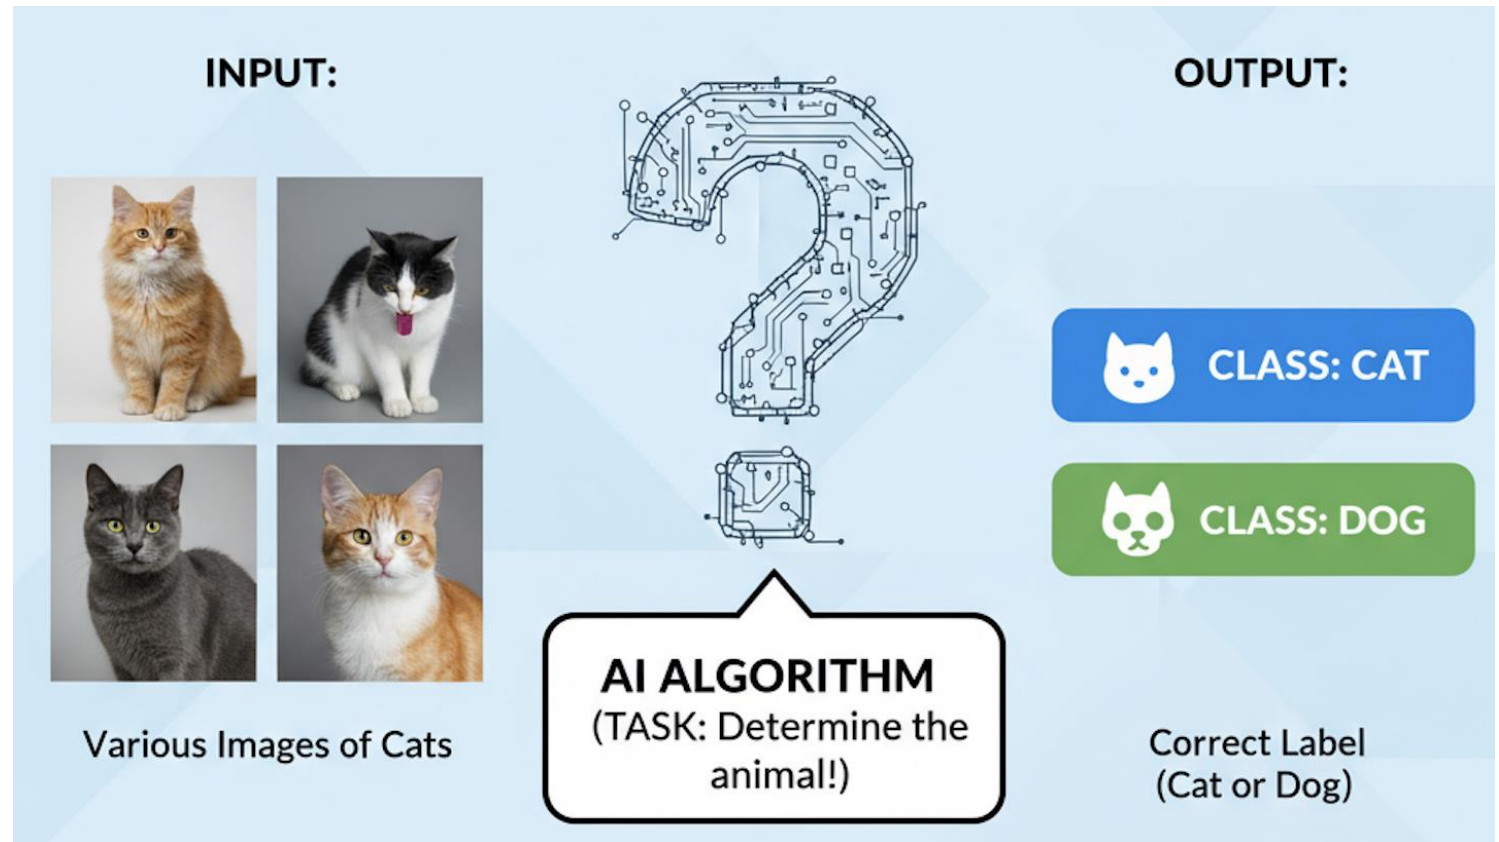 INPUT:
OUTPUT:
CLASS: CAT
CLASS: DOG
AI ALGORITHM
(TASK: Determine the
animal!)
Various Images of Cats
Correct Label
(Cat or Dog)